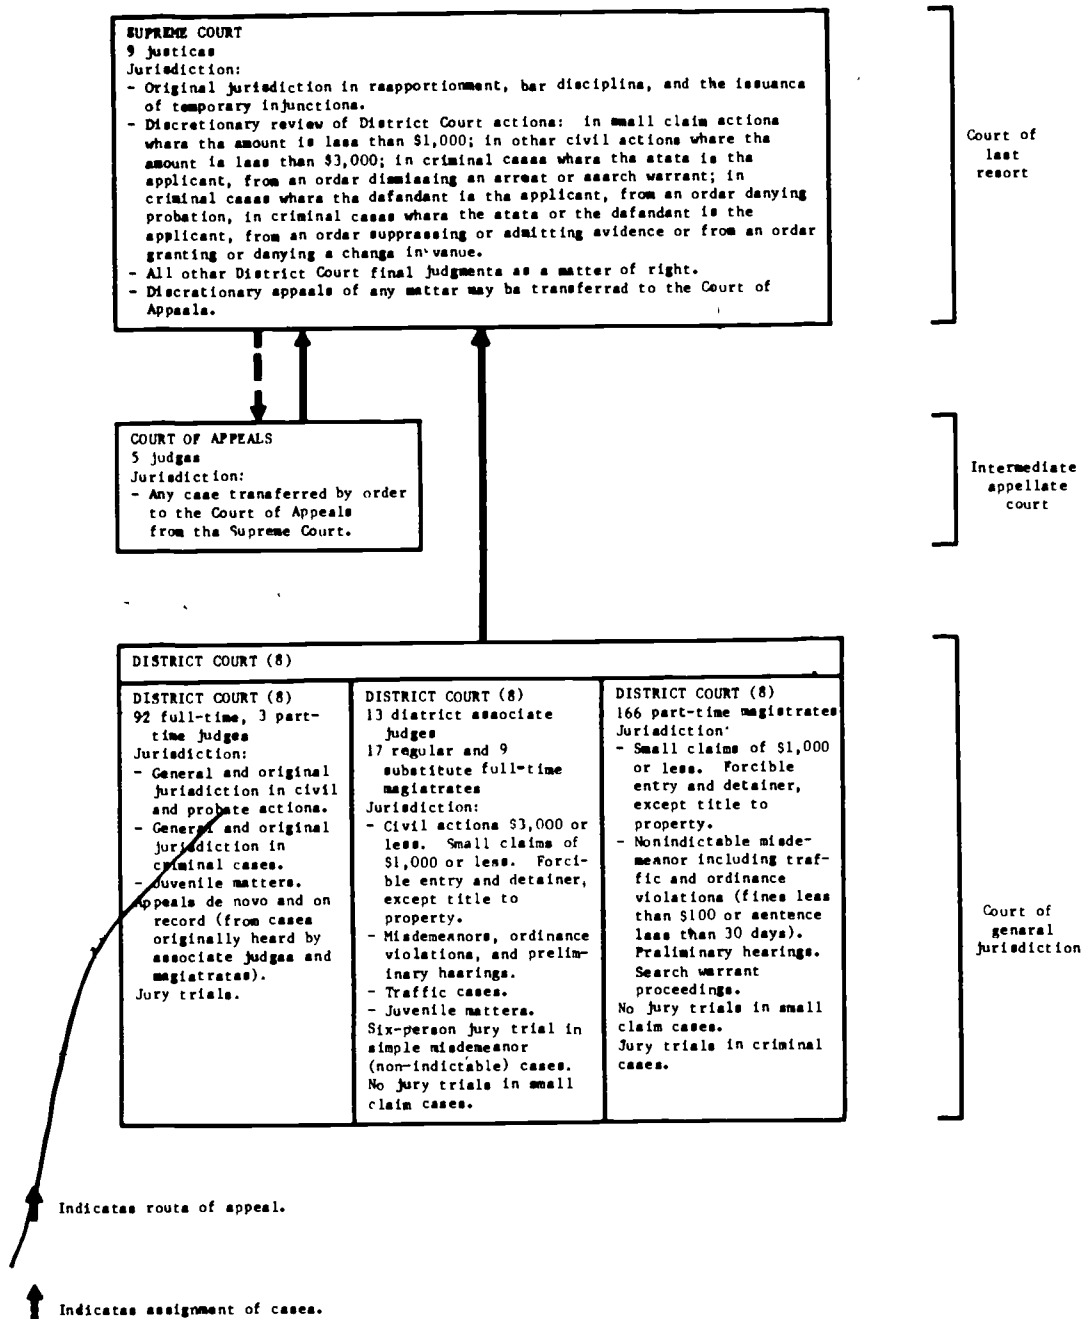 SUPREME COURT
9 justices
Jurisdiction:
- Original jurisdiction in reapportionment, bar discipline, and the issuance
of temporary injunctions.
- Discretionary review of District Court actions: in small claim actions
where the amount is less than $1,000; in other civil actions where the
amount is less than $3,000; in criminal cases where the state is the
applicant, from an order dismissing an arrest or search warrant; in
criminal cases where the defendant is the applicant, from an order denying
probation, in criminal cases where the state or the defendant is the
applicant, from an order suppressing or admitting evidence or from an order
granting or denying a change in venue.
- All other District Court final judgments as a matter of right.
- Discretionary appeals of any matter may be transferred to the Court of
Appeals.
Court of
last
resort
COURT OF APPEALS
5 judges
Jurisdiction:
- Any case transferred by order
to the Court of Appeals
from the Supreme Court.
Intermediate
appellate
court
DISTRICT COURT (8)
DISTRICT COURT (8)
92 full-time, 3 part-
time judges
Jurisdiction:
- General and original
jurisdiction in civil
and probate actions.
- General and original
jurisdiction in
criminal cases.
- Juvenile matters.
Appeals de novo and on
record (from cases
originally heard by
associate judges and
magistrates).
Jury trials.
DISTRICT COURT (8)
13 district associate
judges
17 regular and 9
substitute full-time
magistrates
Jurisdiction:
- Civil actions $3,000 or
less. Small claims of
$1,000 or less. Forci-
ble entry and detainer,
except title to
property.
- Misdemeanors, ordinance
violations, and prelim-
inary hearings.
- Traffic cases.
- Juvenile matters.
Six-person jury trial in
simple misdemeanor
(non-indictable) cases.
No jury trials in small
claim cases.
DISTRICT COURT (8)
166 part-time magistrates
Jurisdiction
- Small claims of $1,000
or less. Forcible
entry and detainer,
except title to
property.
- Nonindictable misde-
meanor including traf-
fic and ordinance
violations (fines less
than $100 or sentence
less than 30 days).
Preliminary hearings.
Search warrant
proceedings.
No jury trials in small
claim cases.
Jury trials in criminal
cases.
Court of
general
jurisdiction
Indicates route of appeal.
Indicates assignment of cases.